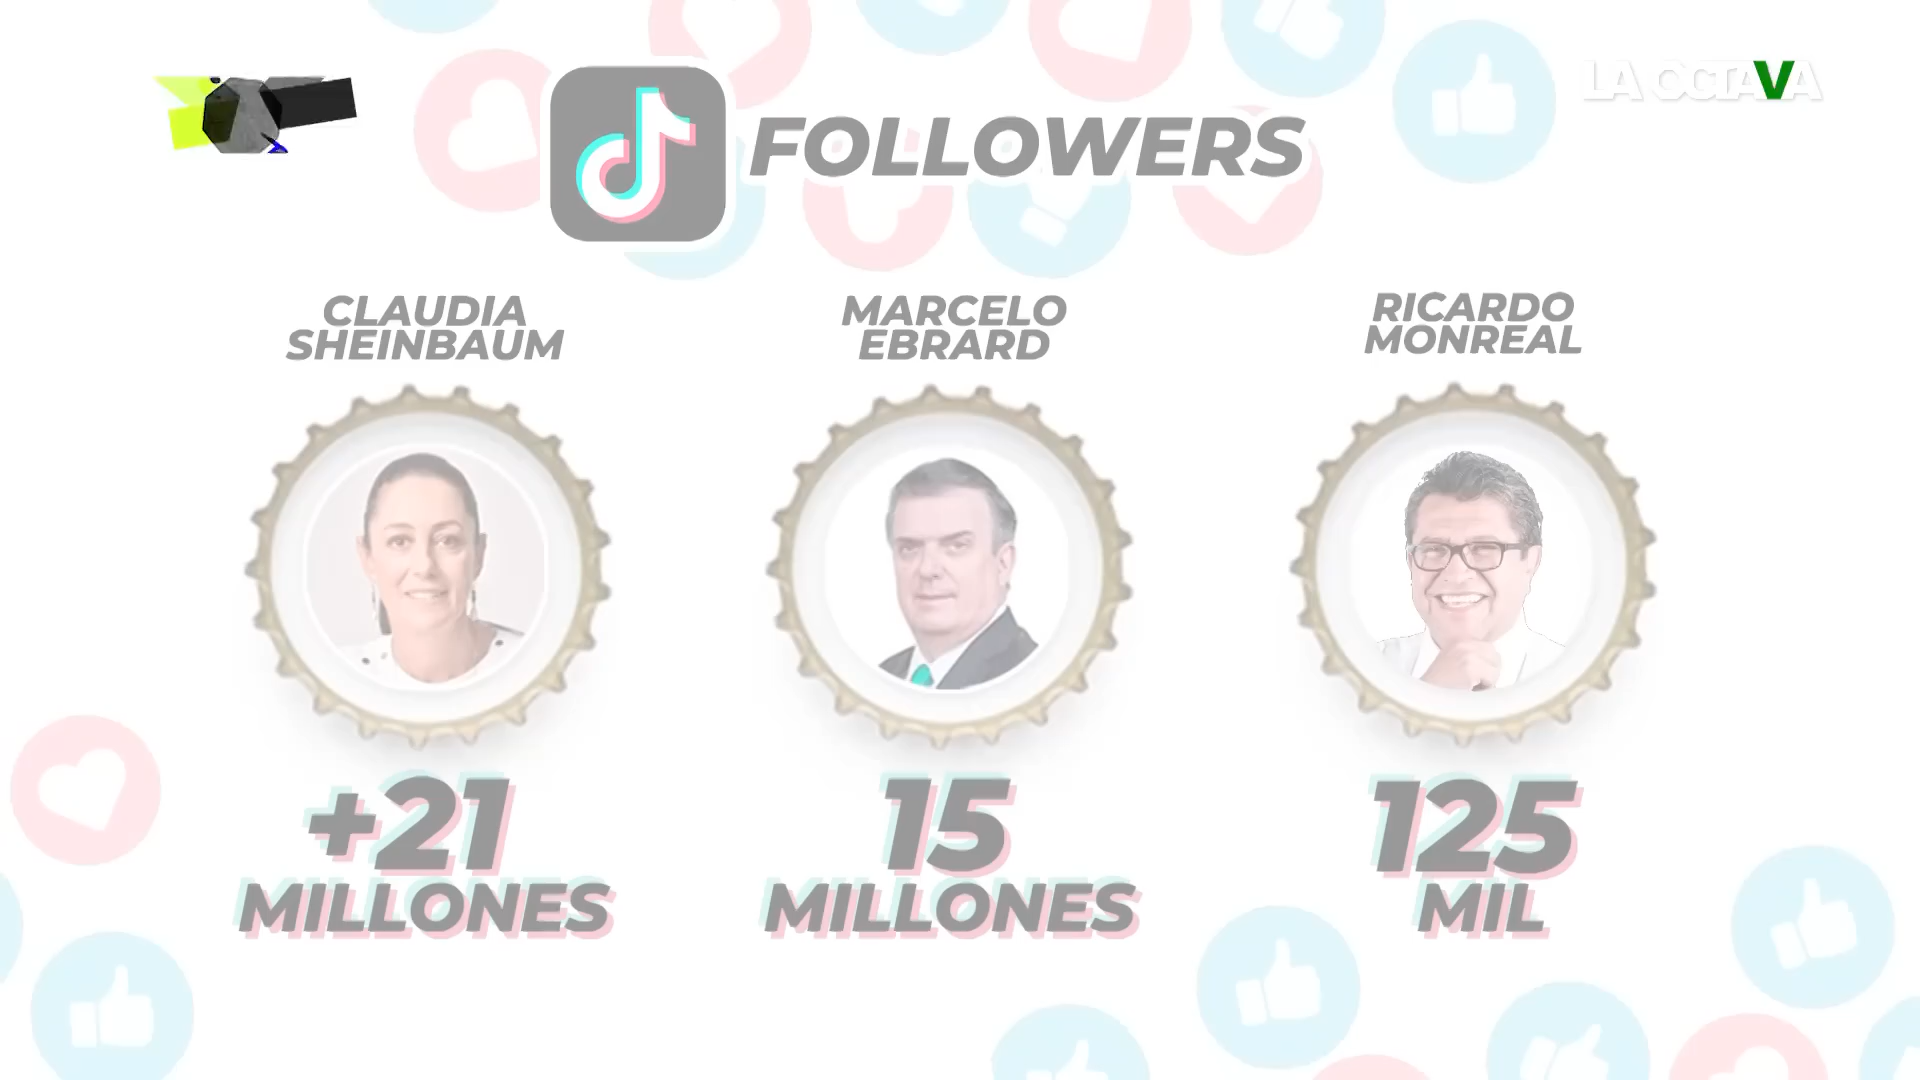 LA OCTAVA
FOLLOWERS
CLAUDIA
SHEINBAUM
MARCELO
EBRARD
RICARDO
MONREAL
+21
MILLONES
15
MILLONES
125
MIL